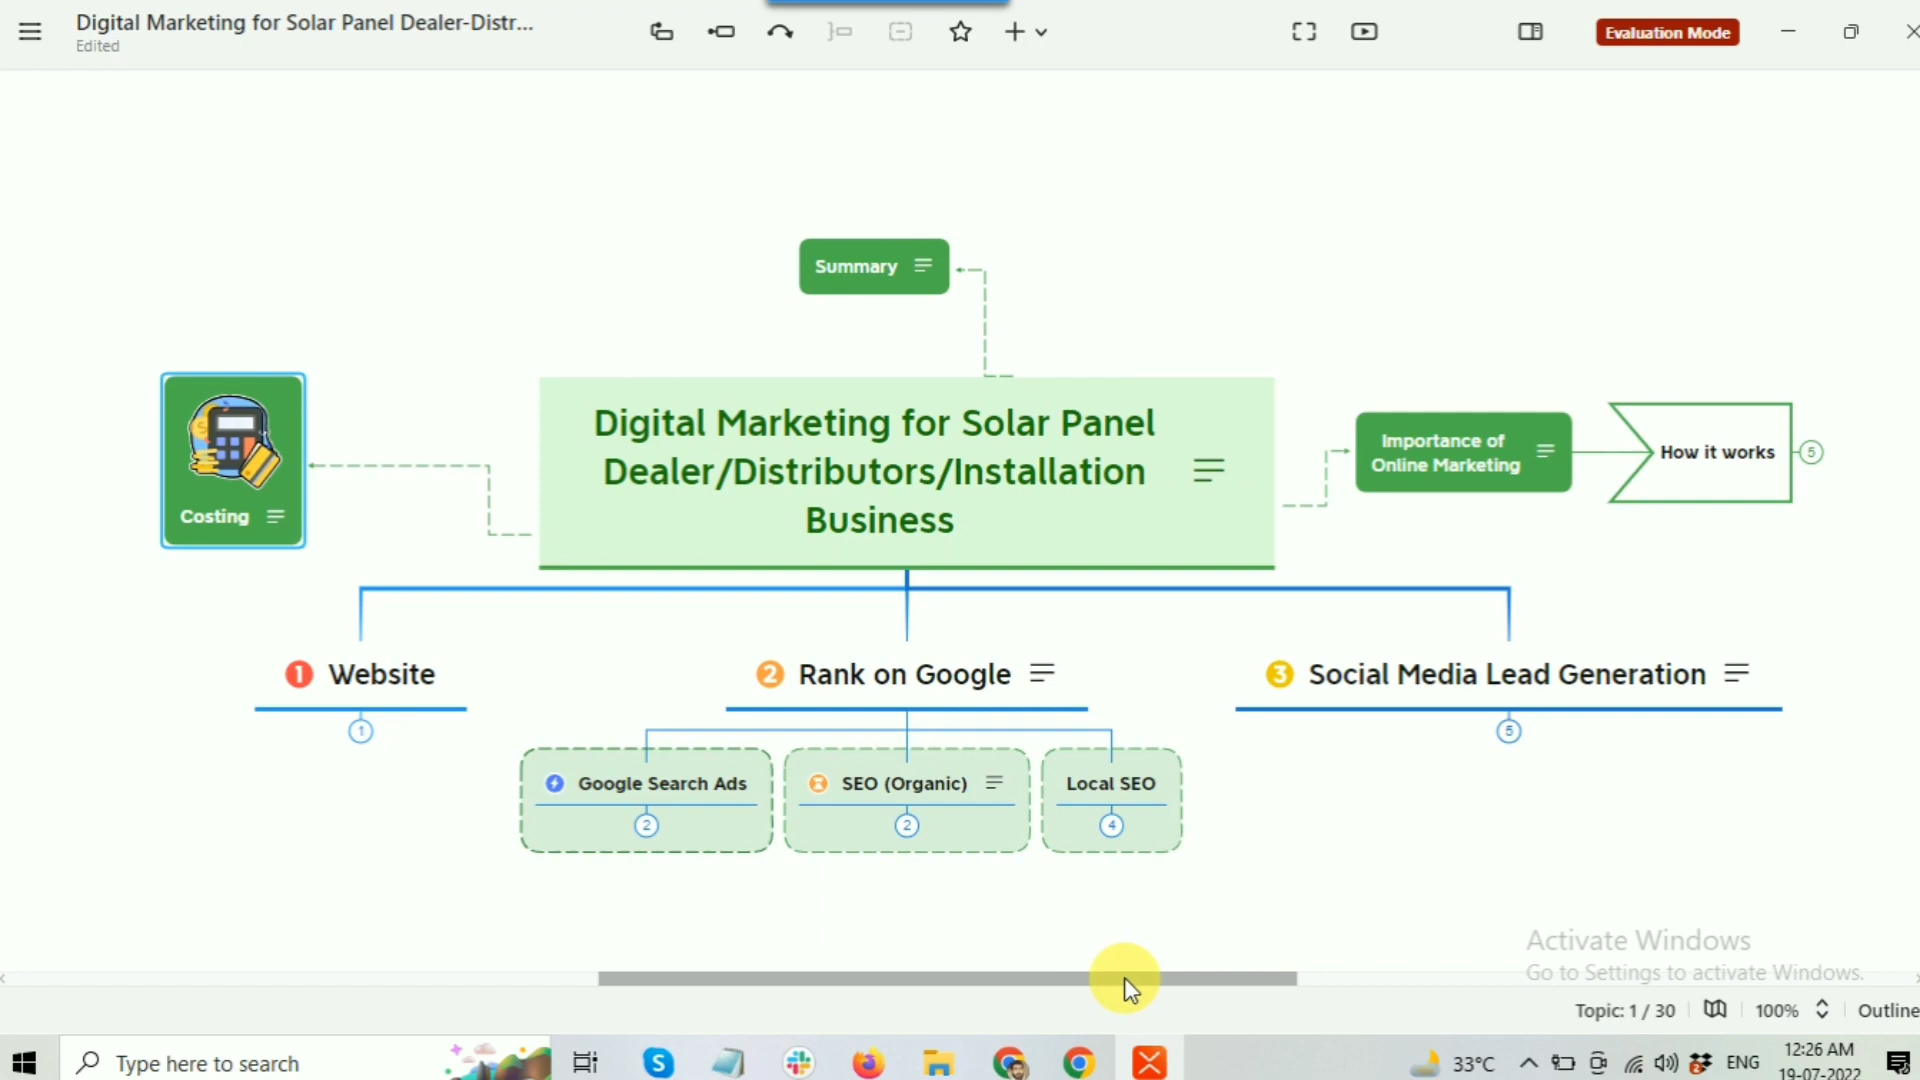 Digital Marketing for Solar Panel Dealer-Distr...
Edited
Evaluation Mode
Summary
Costing
Digital Marketing for Solar Panel
Dealer/Distributors/Installation
Business
Importance of
Online Marketing
How it works
5
1 Website
1
2 Rank on Google
3 Social Media Lead Generation
5
Google Search Ads
2
SEO (Organic)
2
Local SEO
4
Activate Windows
Go to Settings to activate Windows.
Topic: 1 / 30
100%
Outline
Type here to search
33°C
ENG
12:26 AM
19-07-2022